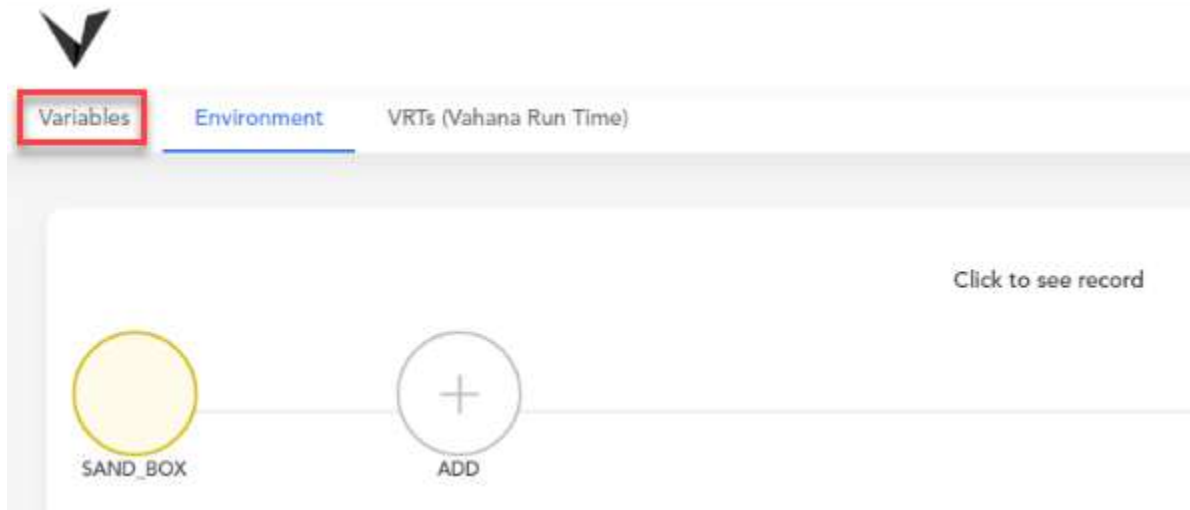 Variables Environment VRTs (Vahana Run Time)
Click to see record
SAND_BOX ADD